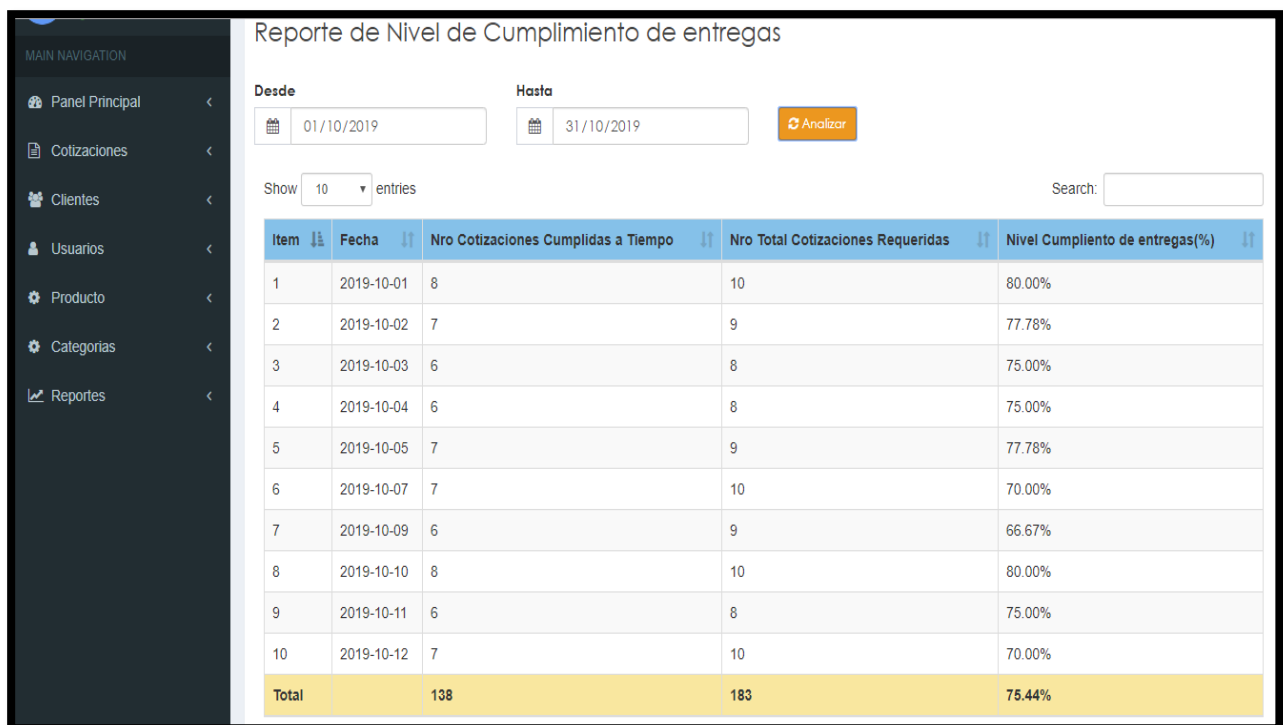 Reporte de Nivel de Cumplimiento de entregas
MAIN NAVIGATION
Panel Principal
Cotizaciones
Clientes
Usuarios
Producto
Categorias
Reportes
Desde Hasta
01/10/2019 31/10/2019 Analizar
Show 10 entries Search:
Item Fecha Nro Cotizaciones Cumplidas a Tiempo Nro Total Cotizaciones Requeridas Nivel Cumpliento de entregas(%)
1 2019-10-01 8 10 80.00%
2 2019-10-02 7 9 77.78%
3 2019-10-03 6 8 75.00%
4 2019-10-04 6 8 75.00%
5 2019-10-05 7 9 77.78%
6 2019-10-07 7 10 70.00%
7 2019-10-09 6 9 66.67%
8 2019-10-10 8 10 80.00%
9 2019-10-11 6 8 75.00%
10 2019-10-12 7 10 70.00%
Total 138 183 75.44%